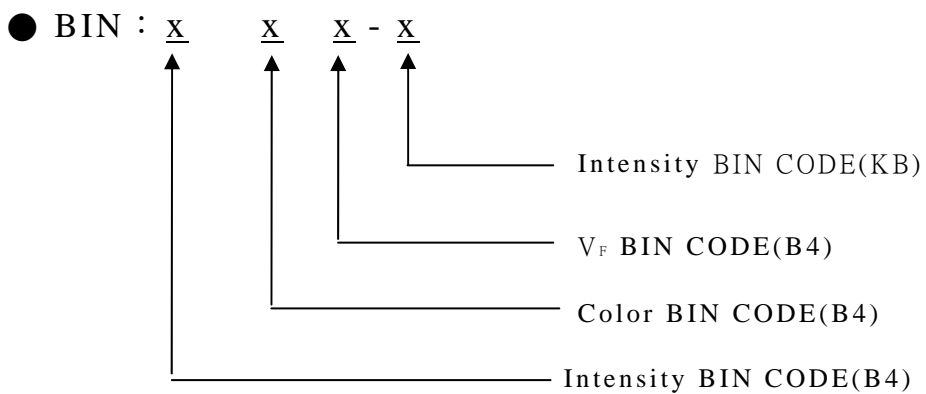 ● BIN：x x x - x
Intensity BIN CODE(KB)
VF BIN CODE(B4)
Color BIN CODE(B4)
Intensity BIN CODE(B4)